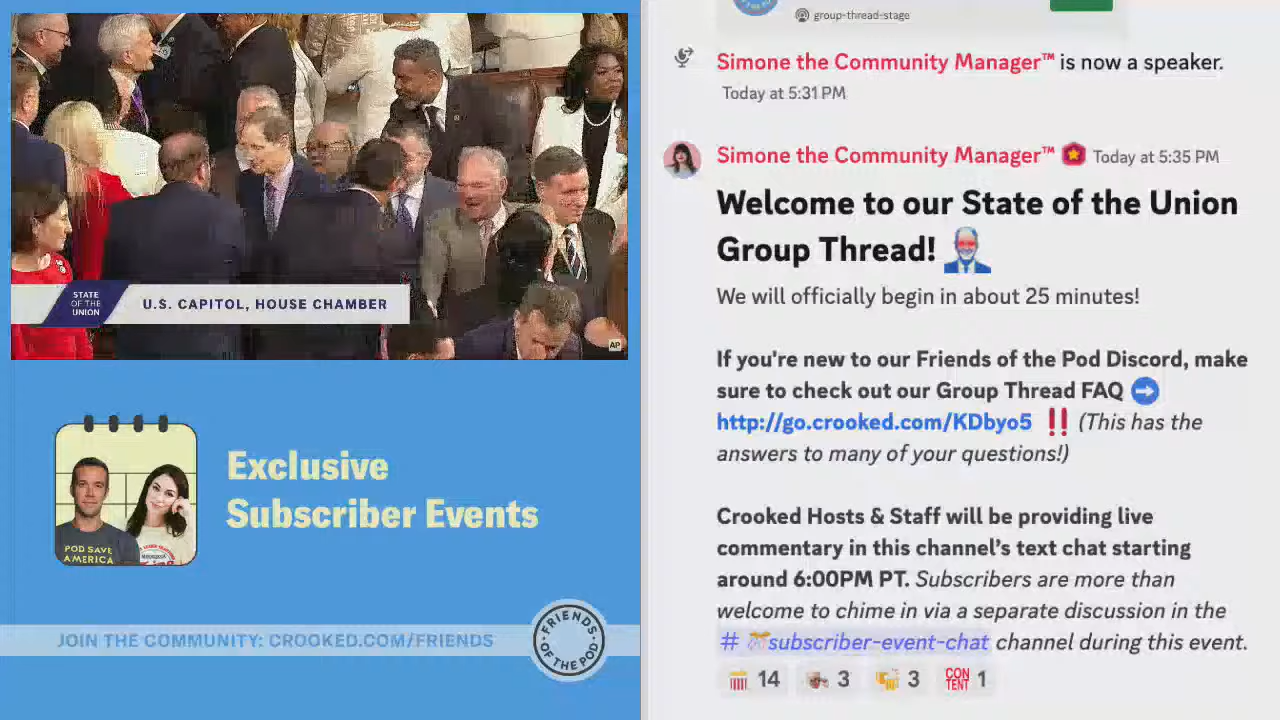 STATE
OF THE
UNION
U.S. CAPITOL, HOUSE CHAMBER
AP
Exclusive
Subscriber Events
POD SAVE
AMERICA
JOIN THE COMMUNITY: CROOKED.COM/FRIENDS
FRIENDS
OF THE POD
group-thread-stage
Simone the Community Manager™ is now a speaker.
Today at 5:31 PM
Simone the Community Manager™ Today at 5:35 PM
Welcome to our State of the Union
Group Thread!
We will officially begin in about 25 minutes!
If you're new to our Friends of the Pod Discord, make
sure to check out our Group Thread FAQ ➡️
http://go.crooked.com/KDbyo5 ‼️ (This has the
answers to many of your questions!)
Crooked Hosts & Staff will be providing live
commentary in this channel's text chat starting
around 6:00PM PT. Subscribers are more than
welcome to chime in via a separate discussion in the
# subscriber-event-chat channel during this event.
14 3 3 CONTENT 1